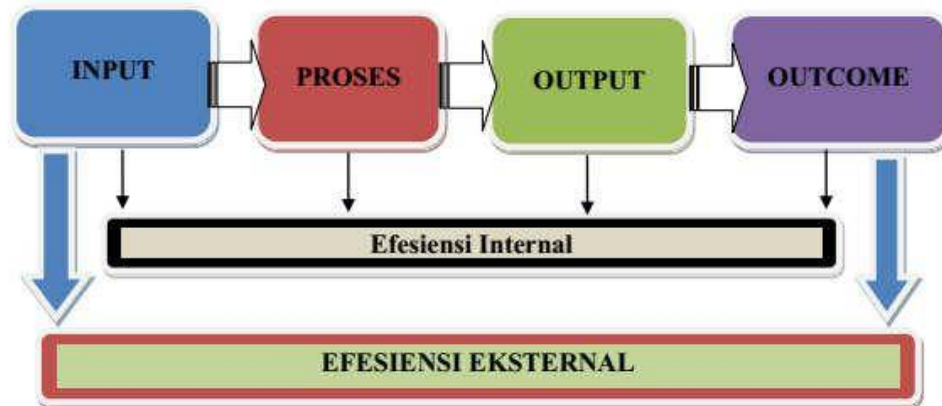 INPUT
PROSES
OUTPUT
OUTCOME
Efesiensi Internal
EFESIENSI EKSTERNAL